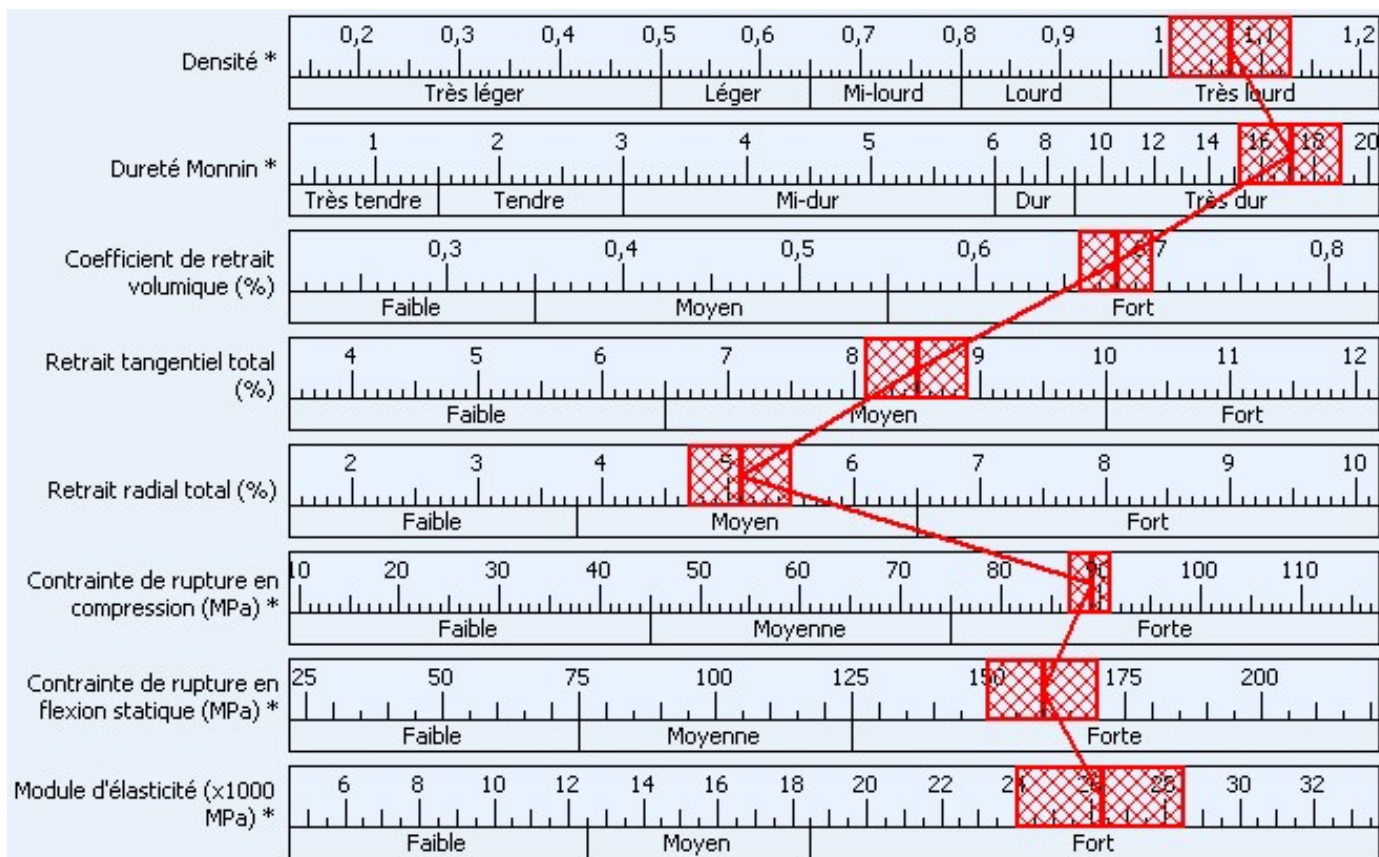 0,2 0,3 0,4 0,5 0,6 0,7 0,8 0,9 1 1,1 1,2
Densité *
Très léger Léger Mi-lourd Lourd Très lourd
1 2 3 4 5 6 8 10 12 14 16 18 20
Dureté Monnin *
Très tendre Tendre Mi-dur Dur Très dur
0,3 0,4 0,5 0,6 0,7 0,8
Coefficient de retrait
volumique (%)
Faible Moyen Fort
4 5 6 7 8 9 10 11 12
Retrait tangentiel total
(%)
Faible Moyen Fort
2 3 4 5 6 7 8 9 10
Retrait radial total (%)
Faible Moyen Fort
10 20 30 40 50 60 70 80 90 100 110
Contrainte de rupture en
compression (MPa) *
Faible Moyenne Forte
25 50 75 100 125 150 175 200
Contrainte de rupture en
flexion statique (MPa) *
Faible Moyenne Forte
6 8 10 12 14 16 18 20 22 24 26 28 30 32
Module d'élasticité (x1000
MPa) *
Faible Moyen Fort